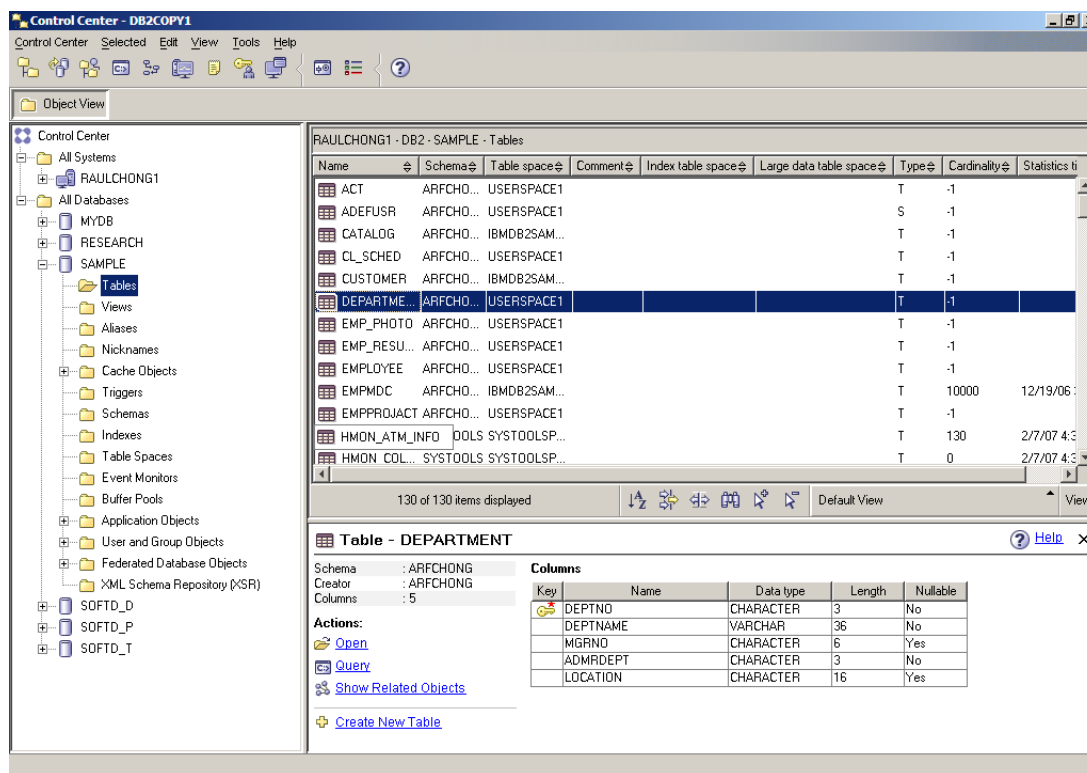 Control Center - DB2COPY1
Control Center Selected Edit View Tools Help
Object View
Control Center
All Systems
RAULCHONG1
All Databases
MYDB
RESEARCH
SAMPLE
Tables
Views
Aliases
Nicknames
Cache Objects
Triggers
Schemas
Indexes
Table Spaces
Event Monitors
Buffer Pools
Application Objects
User and Group Objects
Federated Database Objects
XML Schema Repository (XSR)
SOFTD_D
SOFTD_P
SOFTD_T
RAULCHONG1 - DB2 - SAMPLE - Tables
Name Schema Table space Comment Index table space Large data table space Type Cardinality Statistics ti
ACT ARFCHO... USERSPACE1 T -1
ADEFUSR ARFCHO... USERSPACE1 S -1
CATALOG ARFCHO... IBMDB2SAM... T -1
CL_SCHED ARFCHO... USERSPACE1 T -1
CUSTOMER ARFCHO... IBMDB2SAM... T -1
DEPARTME... ARFCHO... USERSPACE1 T -1
EMP_PHOTO ARFCHO... USERSPACE1 T -1
EMP_RESU... ARFCHO... USERSPACE1 T -1
EMPLOYEE ARFCHO... USERSPACE1 T -1
EMPMDC ARFCHO... IBMDB2SAM... T 10000 12/19/06
EMPPROJACT ARFCHO... USERSPACE1 T -1
HMON_ATM_INFO OOLS SYSTOOLSP... T 130 2/7/07 4:3
HMON_COL... SYSTOOLS SYSTOOLSP... T 0 2/7/07 4:3
130 of 130 items displayed Default View View
Table - DEPARTMENT Help
Schema : ARFCHONG
Creator : ARFCHONG
Columns : 5
Actions:
Open
Query
Show Related Objects
Create New Table
Columns
Key Name Data type Length Nullable
DEPTNO CHARACTER 3 No
DEPTNAME VARCHAR 36 No
MGRNO CHARACTER 6 Yes
ADMRDEPT CHARACTER 3 No
LOCATION CHARACTER 16 Yes